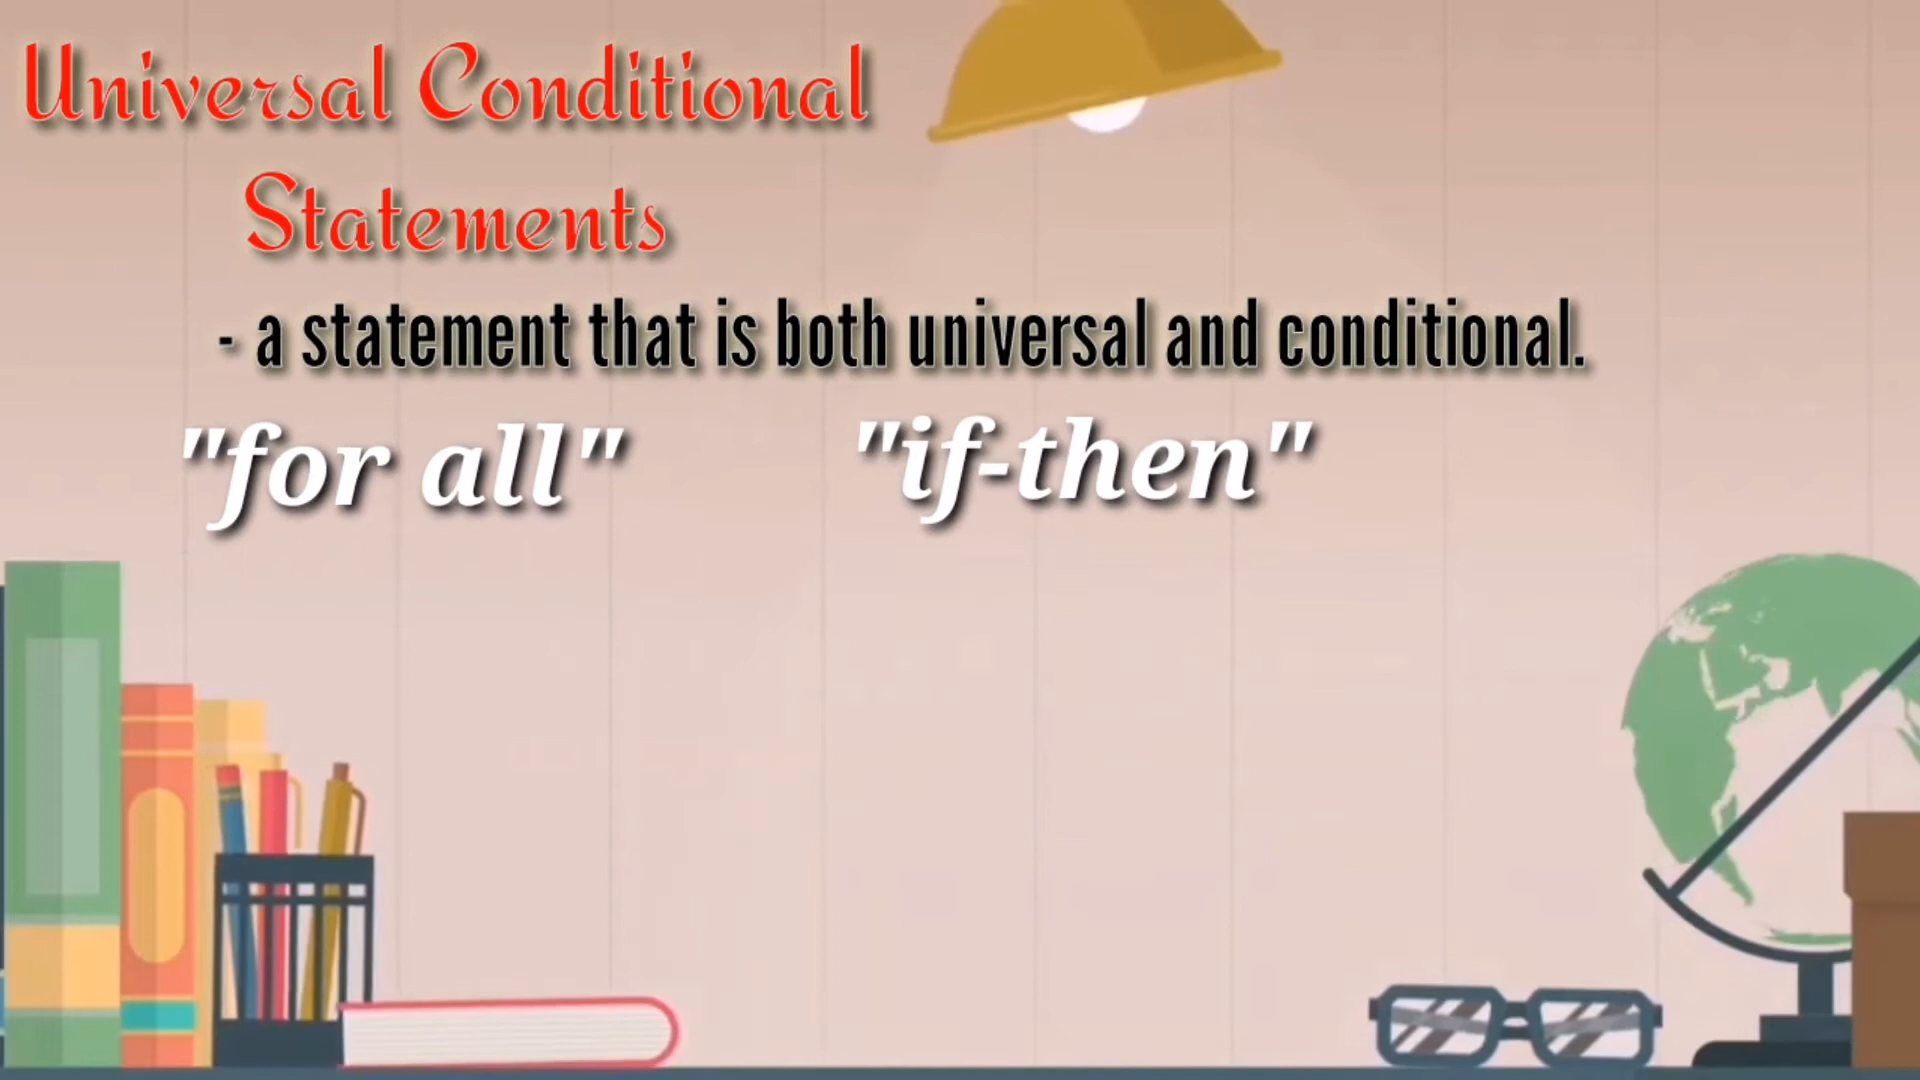 Universal Conditional
Statements
- a statement that is both universal and conditional.
"for all" "if-then"